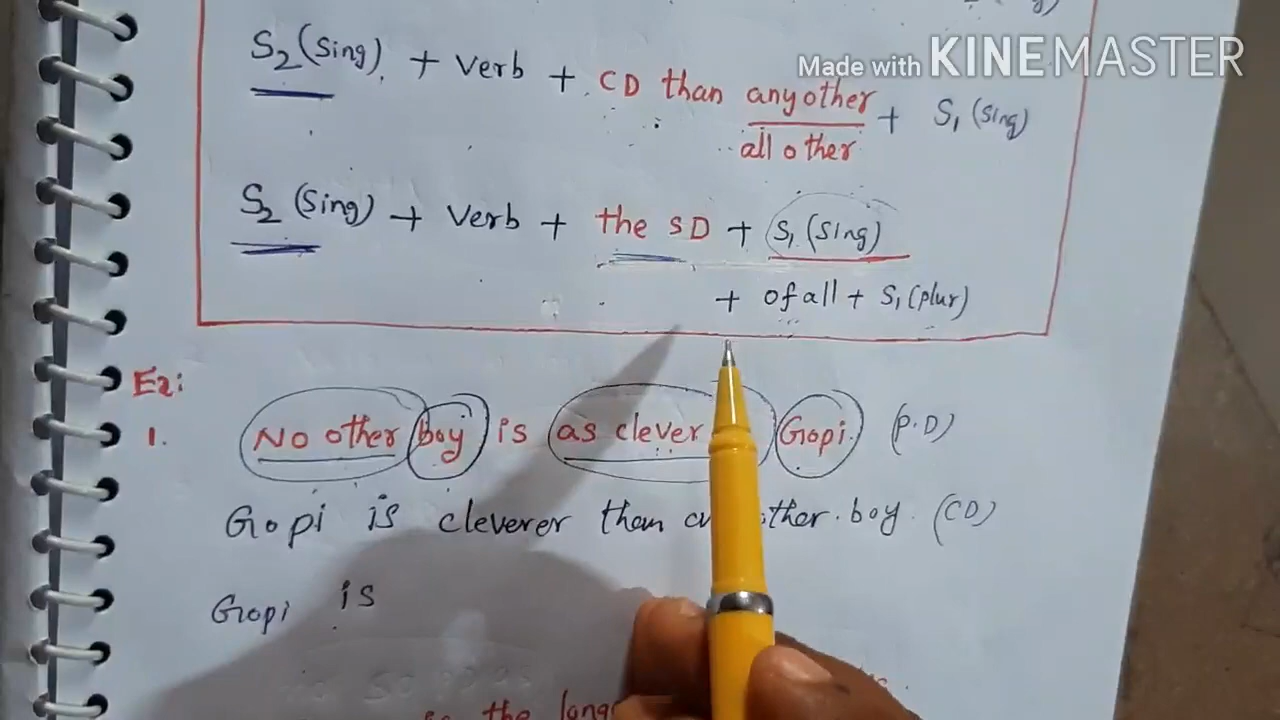 S2 (Sing) + Verb + CD than any other + S1 (Sing)
all other
S2 (Sing) + Verb + the SD + S1 (Sing)
+ of all + S1 (plur)
Ex:
1. No other boy is as clever Gopi. (P.D)
Gopi is cleverer than other. boy. (CD)
Gopi is
the
Made with KINEMASTER